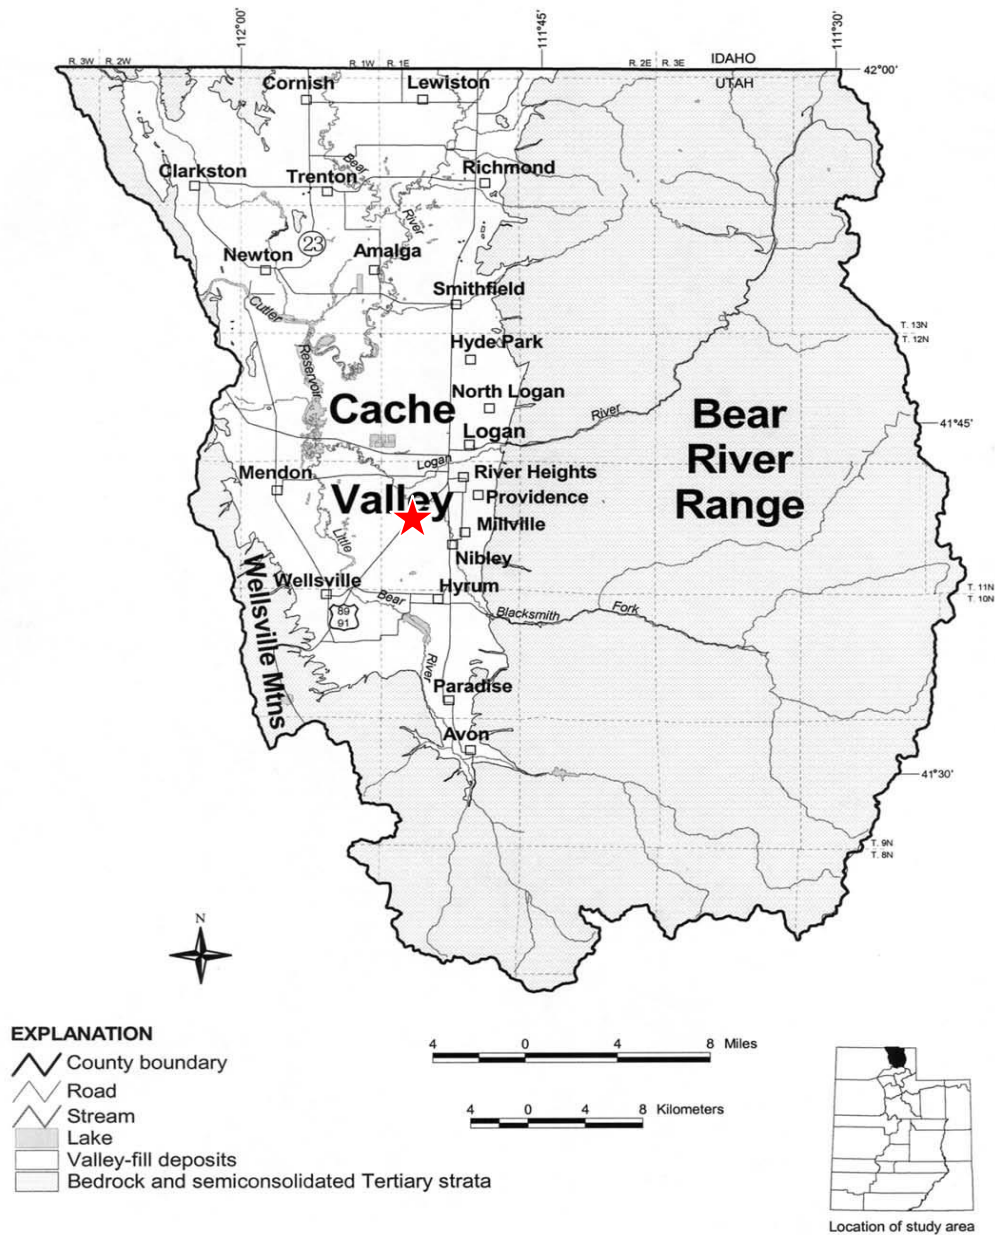 112°00'
111°45'
111°30'
R. 3W
R. 2W
R. 1W
R. 1E
R. 2E
R. 3E
IDAHO
UTAH
42°00'
Cornish
Lewiston
Clarkston
Trenton
Bear
River
Richmond
23
Newton
Amalga
Smithfield
Cutler
Reservoir
T. 13N
T. 12N
Hyde Park
North Logan
Cache
Valley
Logan
River
Logan
Bear
River
Range
41°45'
Mendon
River Heights
Providence
Millville
Little
Nibley
Wellsville
Bear
River
Hyrum
89
91
Blacksmith
Fork
T. 11N
T. 10N
Wellsville Mtns
Paradise
Avon
41°30'
T. 9N
T. 8N
N
EXPLANATION
County boundary
Road
Stream
Lake
Valley-fill deposits
Bedrock and semiconsolidated Tertiary strata
4 0 4 8 Miles
4 0 4 8 Kilometers
Location of study area